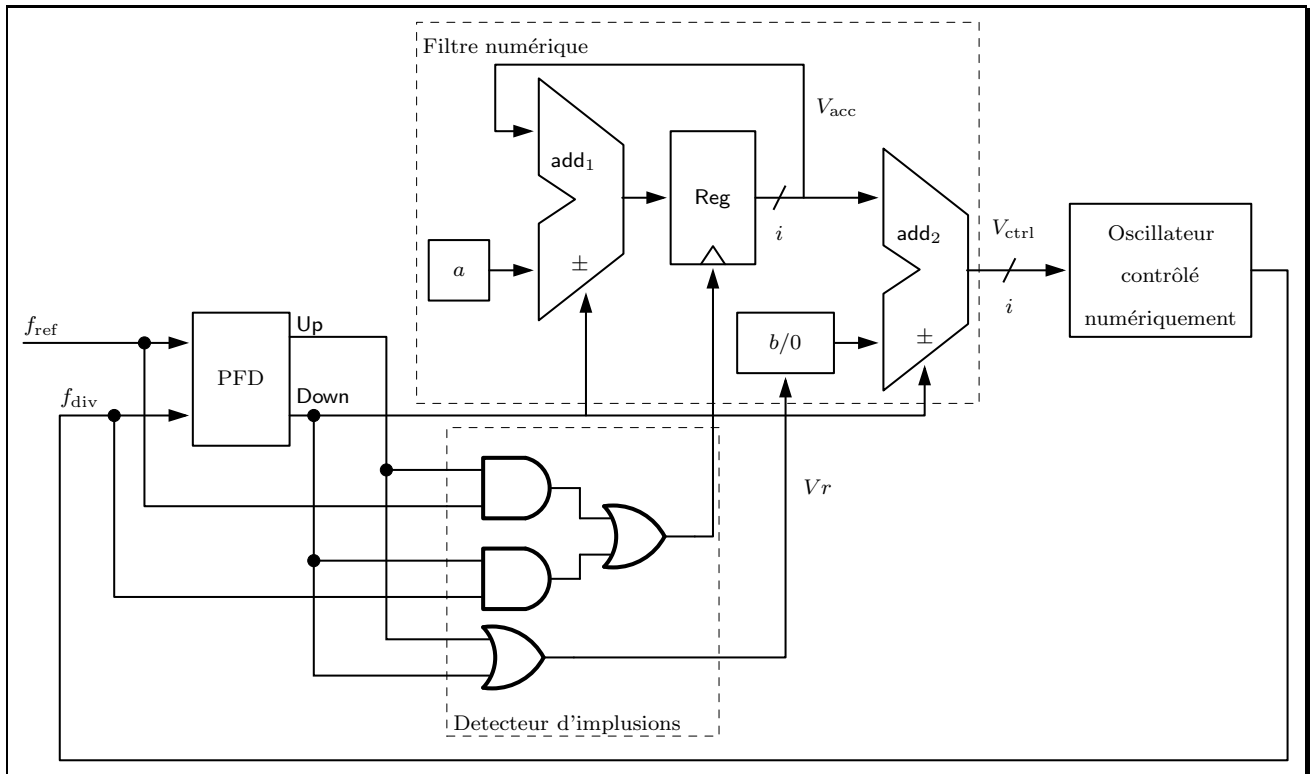 Filtre numérique
V_acc
add_1
Reg
i
a
±
add_2
V_ctrl
i
Oscillateur
contrôlé
numériquement
b/0
±
f_ref
Up
PFD
f_div
Down
Vr
Detecteur d'implusions